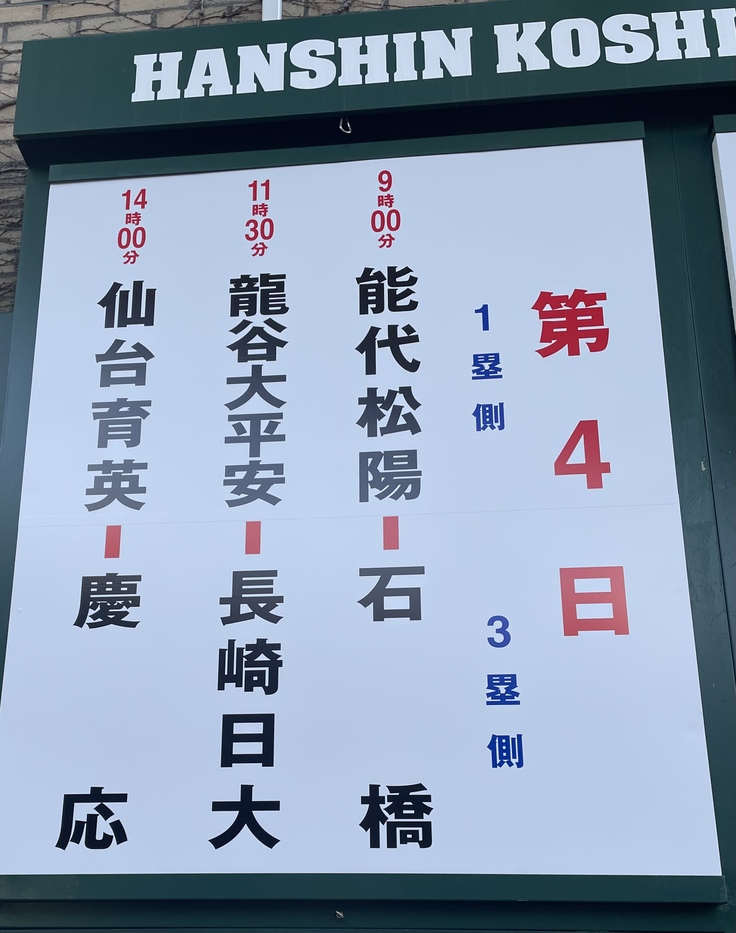 HANSHIN KOSHI
第4日
1塁側 3塁側
9時00分 能代松陽 - 石橋
11時30分 龍谷大平安 - 長崎日大
14時00分 仙台育英 - 慶応